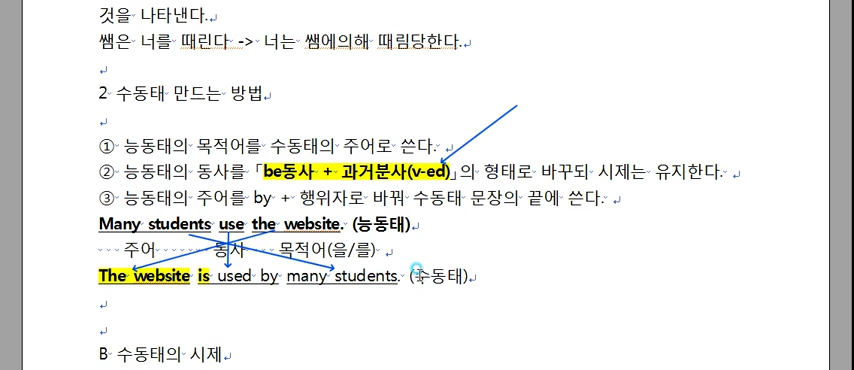 것을 나타낸다.
쌤은 너를 때린다 -> 너는 쌤에의해 때림당한다.
2 수동태 만드는 방법
① 능동태의 목적어를 수동태의 주어로 쓴다.
② 능동태의 동사를 「be동사 + 과거분사(v-ed)」의 형태로 바꾸되 시제는 유지한다.
③ 능동태의 주어를 by + 행위자로 바꿔 수동태 문장의 끝에 쓴다.
Many students use the website. (능동태)
주어 동사 목적어(을/를)
The website is used by many students. (수동태)
B 수동태의 시제